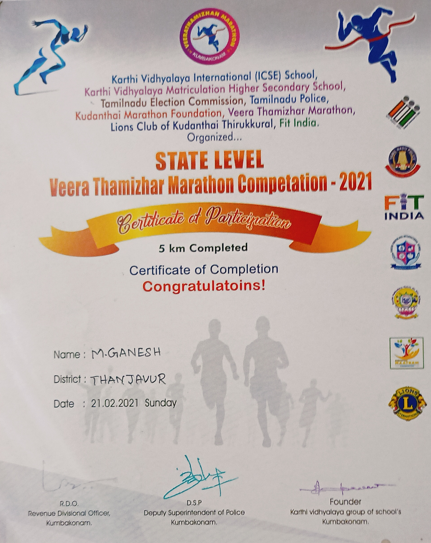 VEERATHAMIZHAN MARATHON
KUMBAKONAM
Karthi Vidhyalaya International (ICSE) School,
Karthi Vidhyalaya Matriculation Higher Secondary School,
Tamilnadu Election Commission, Tamilnadu Police,
Kudanthai Marathon Foundation, Veera Thamizhar Marathon,
Lions Club of Kudanthai Thirukkural, Fit India.
Organized...
STATE LEVEL
Veera Thamizhar Marathon Competation - 2021
Certificate of Participation
5 km Completed
Certificate of Completion
Congratulatoins!
FiT
INDIA
LIONS
Name : M.GANESH
District : THANJAVUR
Date : 21.02.2021 Sunday
R.D.O.
Revenue Divisional Officer,
Kumbakonam.
D.S.P
Deputy Superintendent of Police
Kumbakonam.
Founder
Karthi vidhyalaya group of school's
Kumbakonam.